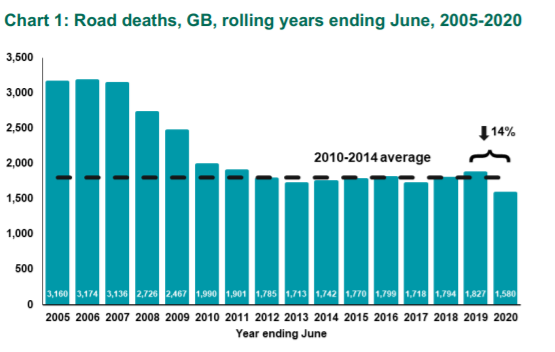 Chart 1: Road deaths, GB, rolling years ending June, 2005-2020
3,500
3,000
2,500
2,000
1,500
1,000
500
0
14%
2010-2014 average
3,160 3,174 3,136 2,726 2,467 1,990 1,901 1,785 1,713 1,742 1,770 1,799 1,718 1,794 1,827 1,580
2005 2006 2007 2008 2009 2010 2011 2012 2013 2014 2015 2016 2017 2018 2019 2020
Year ending June